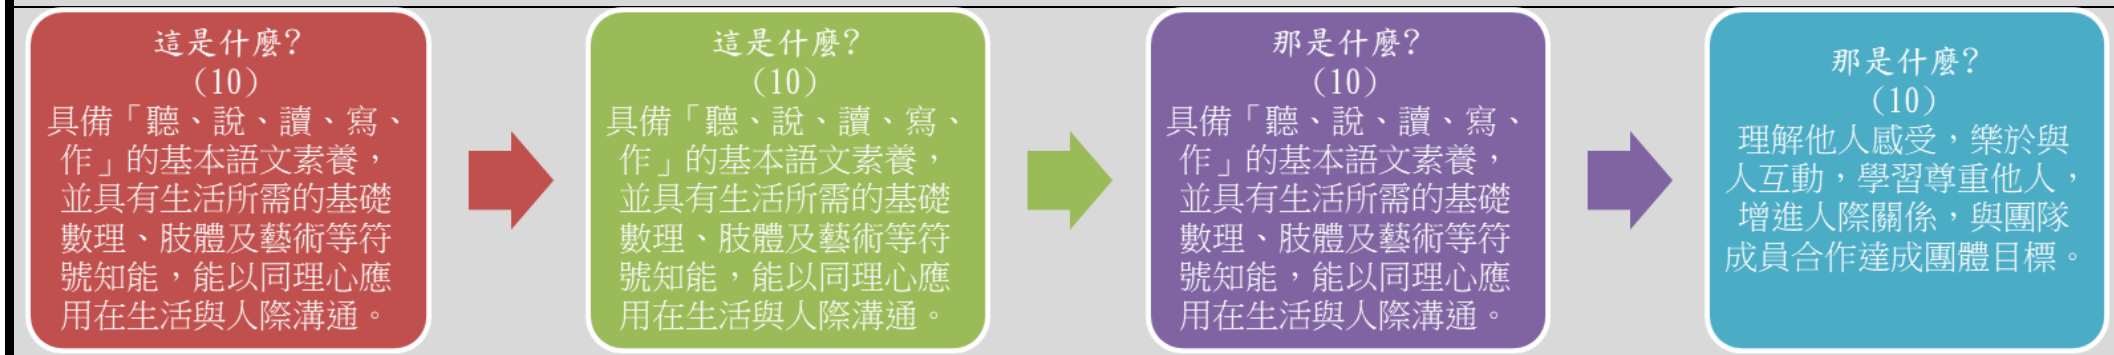 這是什麼?
(10)
具備「聽、說、讀、寫、
作」的基本語文素養，
並具有生活所需的基礎
數理、肢體及藝術等符
號知能，能以同理心應
用在生活與人際溝通。
這是什麼?
(10)
具備「聽、說、讀、寫、
作」的基本語文素養，
並具有生活所需的基礎
數理、肢體及藝術等符
號知能，能以同理心應
用在生活與人際溝通。
那是什麼?
(10)
具備「聽、說、讀、寫、
作」的基本語文素養，
並具有生活所需的基礎
數理、肢體及藝術等符
號知能，能以同理心應
用在生活與人際溝通。
那是什麼?
(10)
理解他人感受，樂於與
人互動，學習尊重他人，
增進人際關係，與團隊
成員合作達成團體目標。